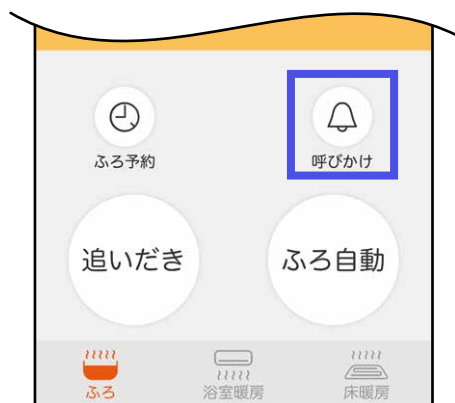 ふろ予約
呼びかけ
追いだき
ふろ自動
ふろ
浴室暖房
床暖房